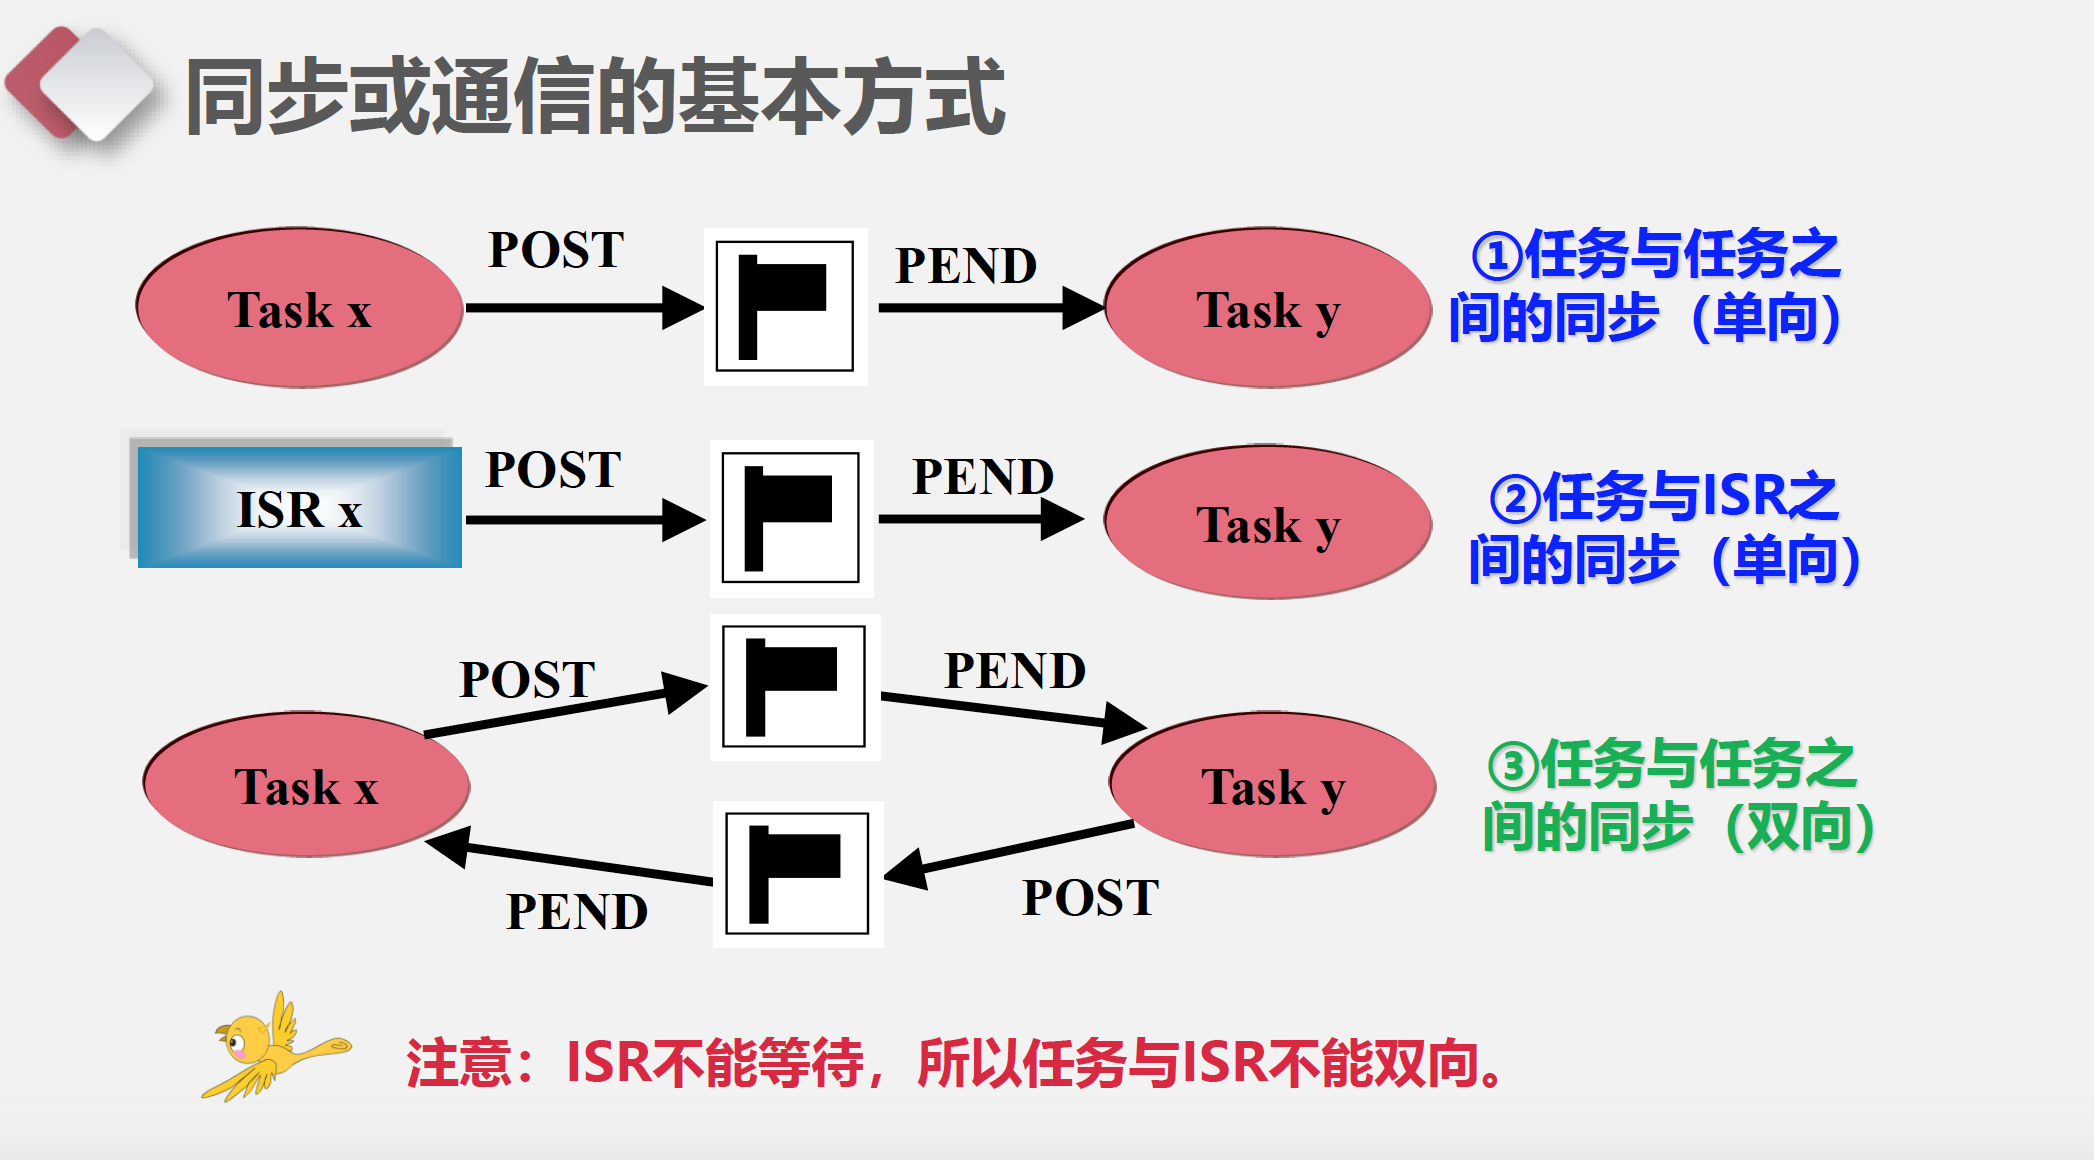 同步或通信的基本方式
POST
PEND
Task x
Task y
①任务与任务之
间的同步（单向）
POST
PEND
ISR x
Task y
②任务与ISR之
间的同步（单向）
POST
PEND
Task x
Task y
③任务与任务之
间的同步（双向）
PEND
POST
注意：ISR不能等待，所以任务与ISR不能双向。